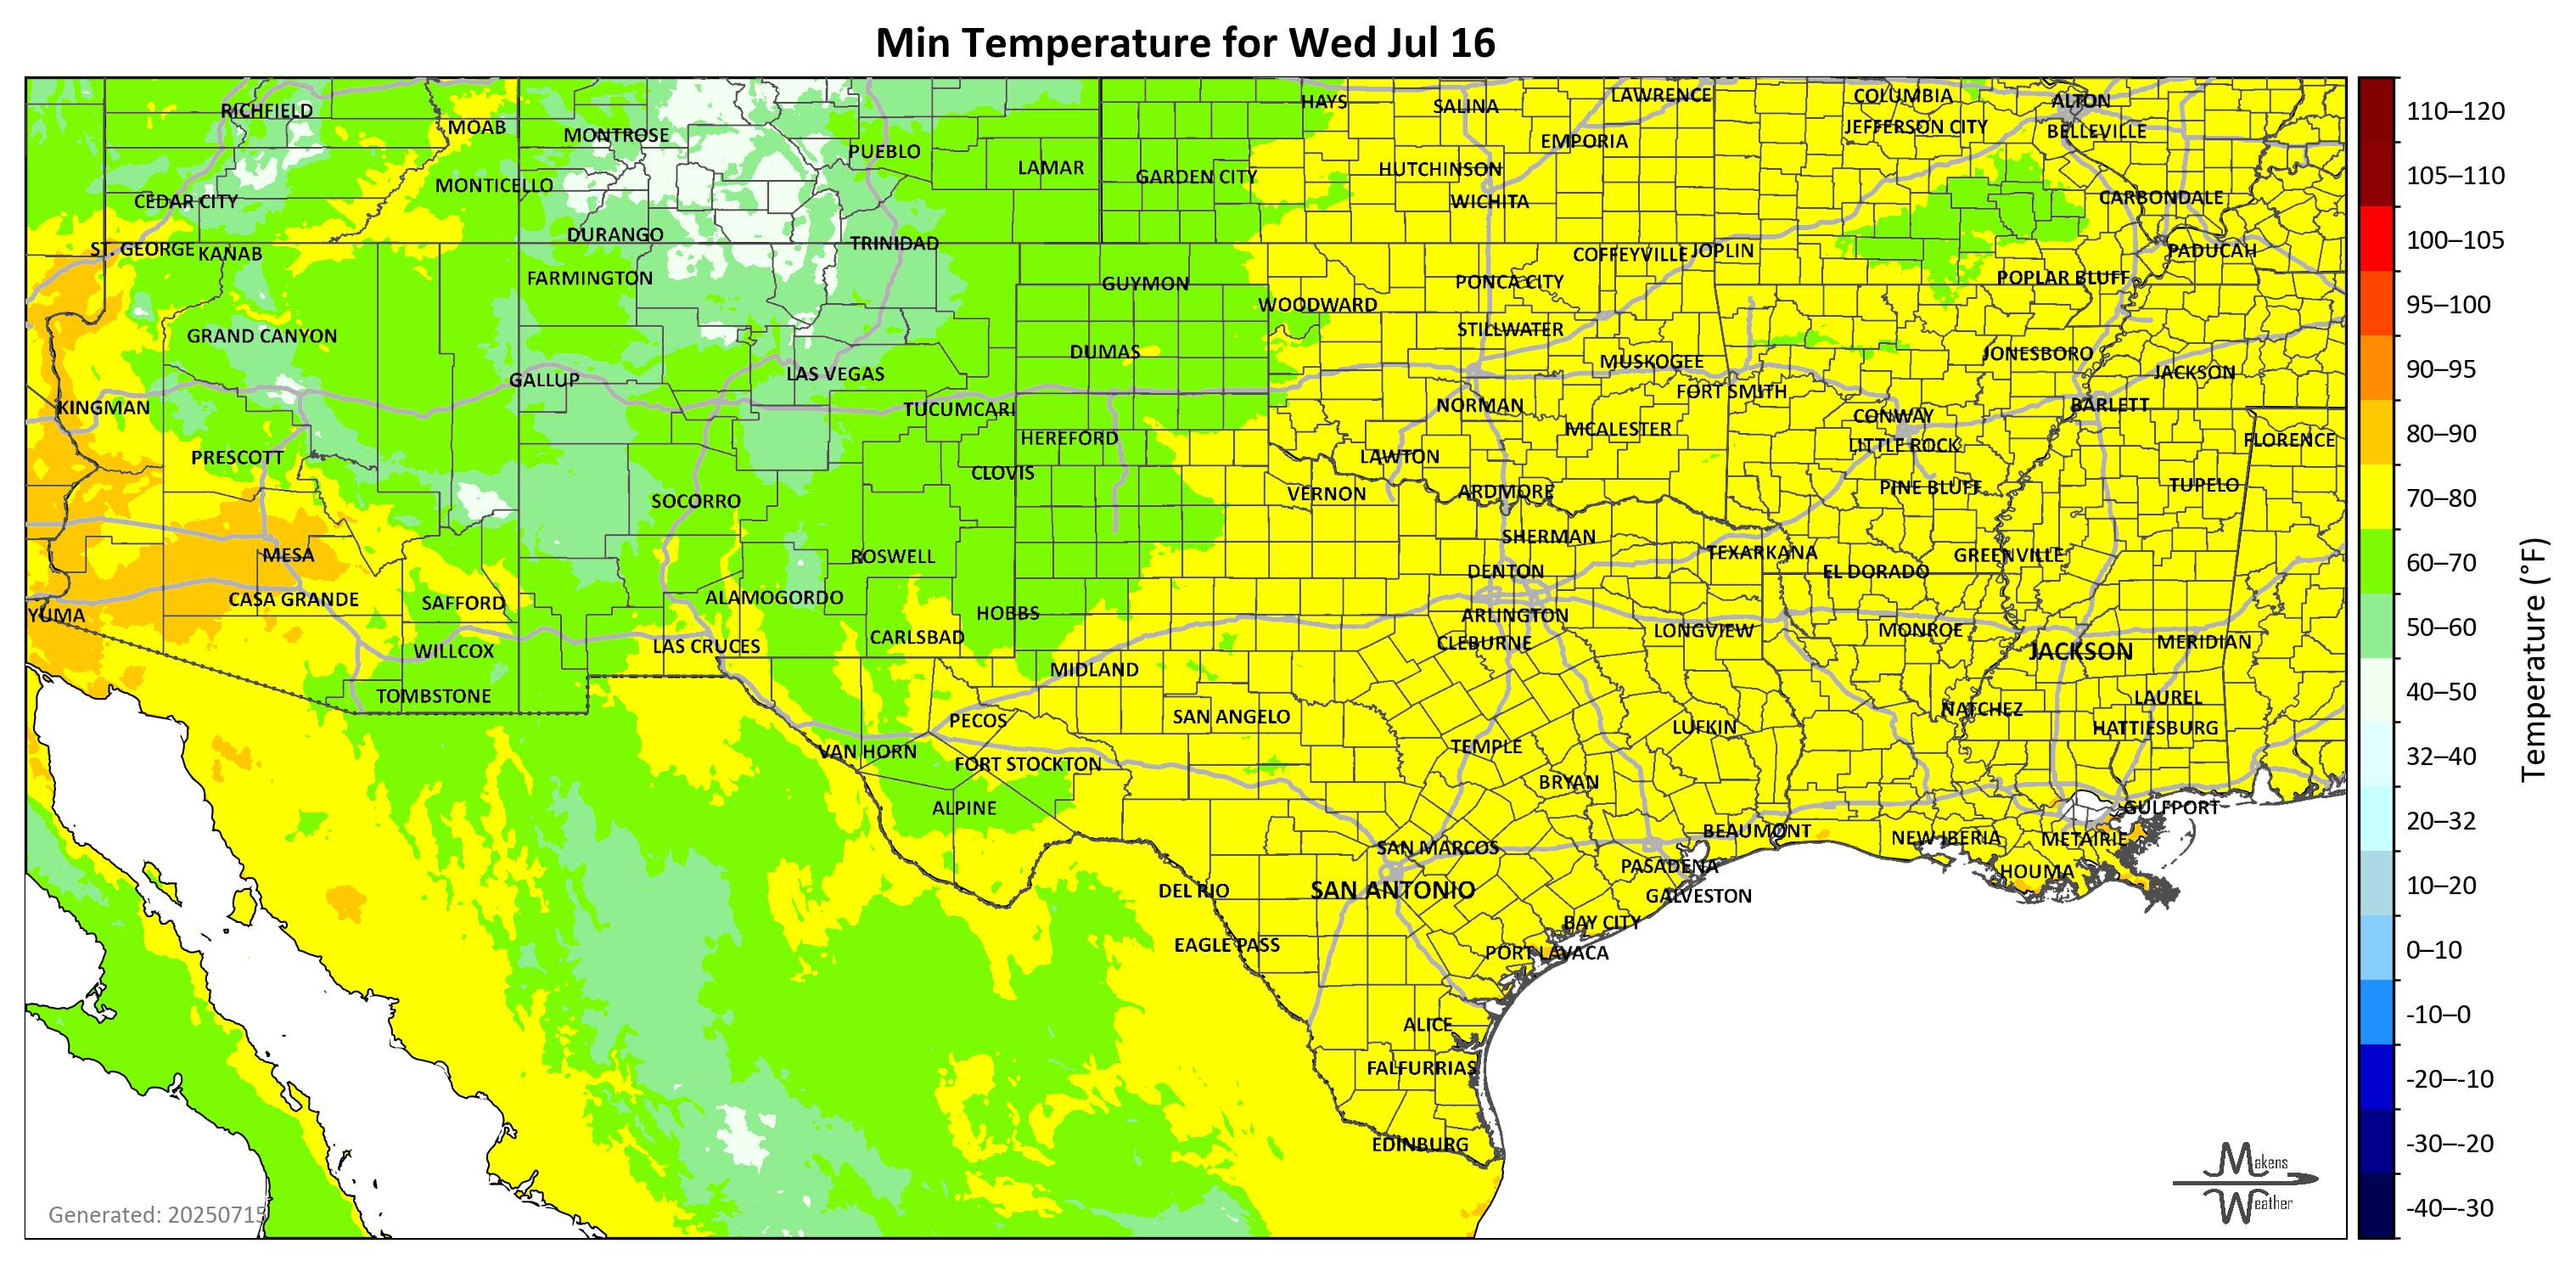 Min Temperature for Wed Jul 16
RICHFIELD
MOAB
MONTROSE
PUEBLO
LAMAR
GARDEN CITY
HAYS
SALINA
LAWRENCE
EMPORIA
HUTCHINSON
WICHITA
COLUMBIA
JEFFERSON CITY
ALTON
BELLEVILLE
CARBONDALE
MONTICELLO
CEDAR CITY
DURANGO
TRINIDAD
ST. GEORGE
KANAB
FARMINGTON
GUYMON
WOODWARD
PONCA CITY
COFFEYVILLE
JOPLIN
POPLAR BLUFF
PADUCAH
GRAND CANYON
DUMAS
STILLWATER
MUSKOGEE
JONESBORO
JACKSON
GALLUP
LAS VEGAS
KINGMAN
TUCUMCARI
NORMAN
FORT SMITH
CONWAY
BARLETT
HEREFORD
MCALESTER
LITTLE ROCK
FLORENCE
PRESCOTT
CLOVIS
LAWTON
SOCORRO
VERNON
ARDMORE
PINE BLUFF
TUPELO
MESA
ROSWELL
SHERMAN
TEXARKANA
GREENVILLE
DENTON
EL DORADO
CASA GRANDE
SAFFORD
ALAMOGORDO
HOBBS
YUMA
ARLINGTON
CARLSBAD
CLEBURNE
LONGVIEW
MONROE
JACKSON
MERIDIAN
WILLCOX
LAS CRUCES
MIDLAND
TOMBSTONE
PECOS
SAN ANGELO
NATCHEZ
LAUREL
HATTIESBURG
LUFKIN
VAN HORN
TEMPLE
FORT STOCKTON
BRYAN
ALPINE
GULFPORT
BEAUMONT
NEW IBERIA
METAIRIE
SAN MARCOS
PASADENA
HOUMA
DEL RIO
SAN ANTONIO
GALVESTON
BAY CITY
EAGLE PASS
PORT LAVACA
ALICE
FALFURRIAS
EDINBURG
Generated: 20250715
Makens
Weather
110–120
105–110
100–105
95–100
90–95
80–90
70–80
60–70
50–60
40–50
32–40
20–32
10–20
0–10
-10–0
-20–-10
-30–-20
-40–-30
Temperature (°F)